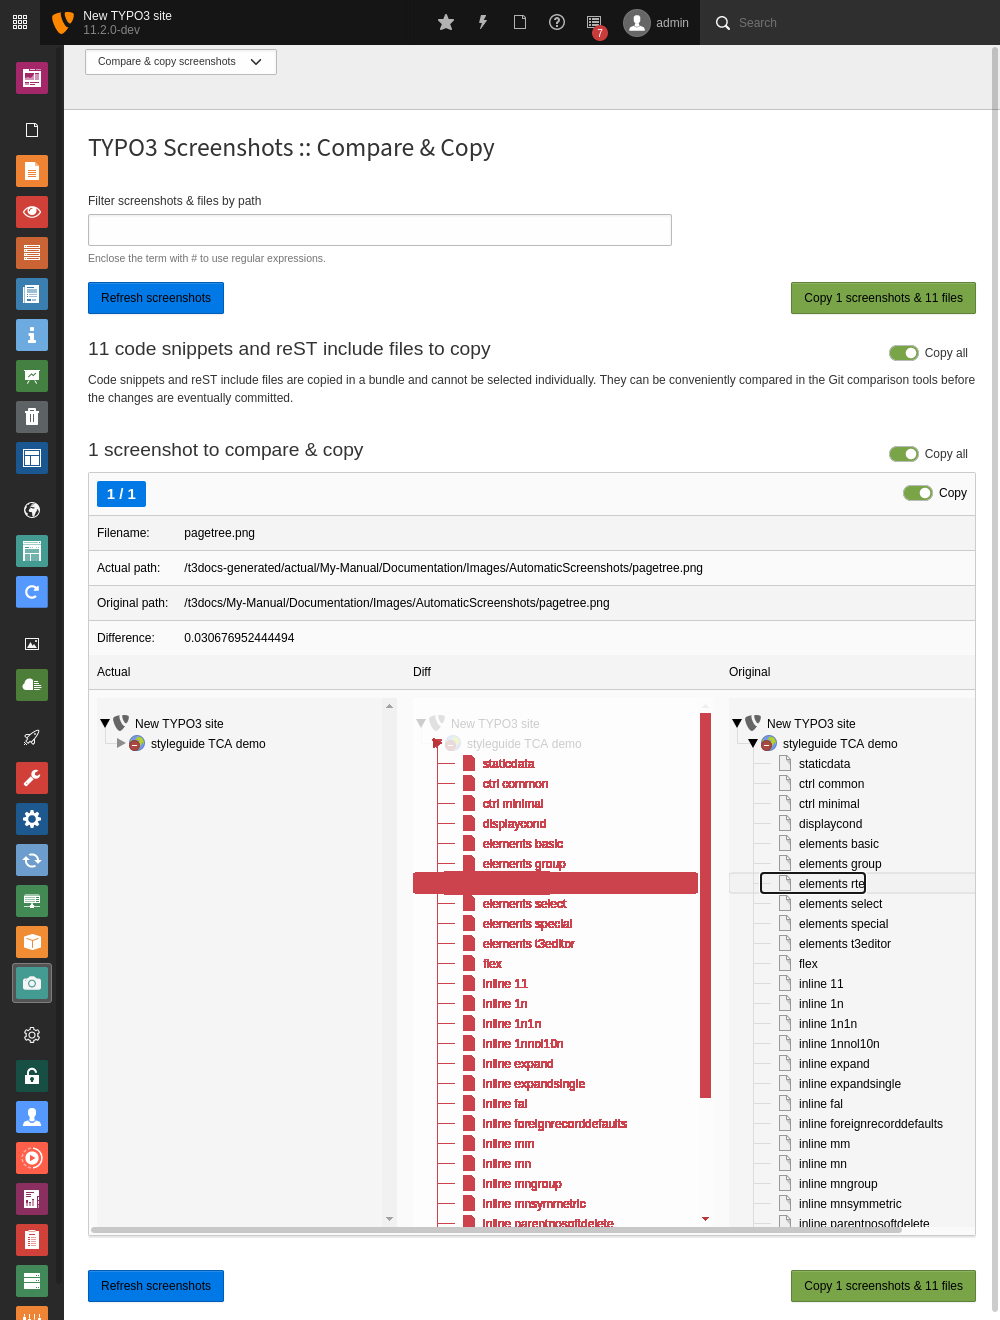 New TYPO3 site
11.2.0-dev
7
admin
Search
Compare & copy screenshots
TYPO3 Screenshots :: Compare & Copy
Filter screenshots & files by path
Enclose the term with # to use regular expressions.
Refresh screenshots
Copy 1 screenshots & 11 files
11 code snippets and reST include files to copy
Copy all
Code snippets and reST include files are copied in a bundle and cannot be selected individually. They can be conveniently compared in the Git comparison tools before
the changes are eventually committed.
1 screenshot to compare & copy
Copy all
1 / 1
Copy
Filename: pagetree.png
Actual path: /t3docs-generated/actual/My-Manual/Documentation/Images/AutomaticScreenshots/pagetree.png
Original path: /t3docs/My-Manual/Documentation/Images/AutomaticScreenshots/pagetree.png
Difference: 0.030676952444494
Actual
New TYPO3 site
styleguide TCA demo
Diff
New TYPO3 site
styleguide TCA demo
staticdata
ctrl common
ctrl minimal
displaycond
elements basic
elements group
elements select
elements special
elements t3editor
flex
inline 11
inline 1n
inline 1n1n
inline 1nnol10n
inline expand
inline expandsingle
inline fal
inline foreignrecorddefaults
inline mm
inline mn
inline mngroup
inline mnsymmetric
inline parentnosoftdelete
Original
New TYPO3 site
styleguide TCA demo
staticdata
ctrl common
ctrl minimal
displaycond
elements basic
elements group
elements rte
elements select
elements special
elements t3editor
flex
inline 11
inline 1n
inline 1n1n
inline 1nnol10n
inline expand
inline expandsingle
inline fal
inline foreignrecorddefaults
inline mm
inline mn
inline mngroup
inline mnsymmetric
inline parentnosoftdelete
Refresh screenshots
Copy 1 screenshots & 11 files